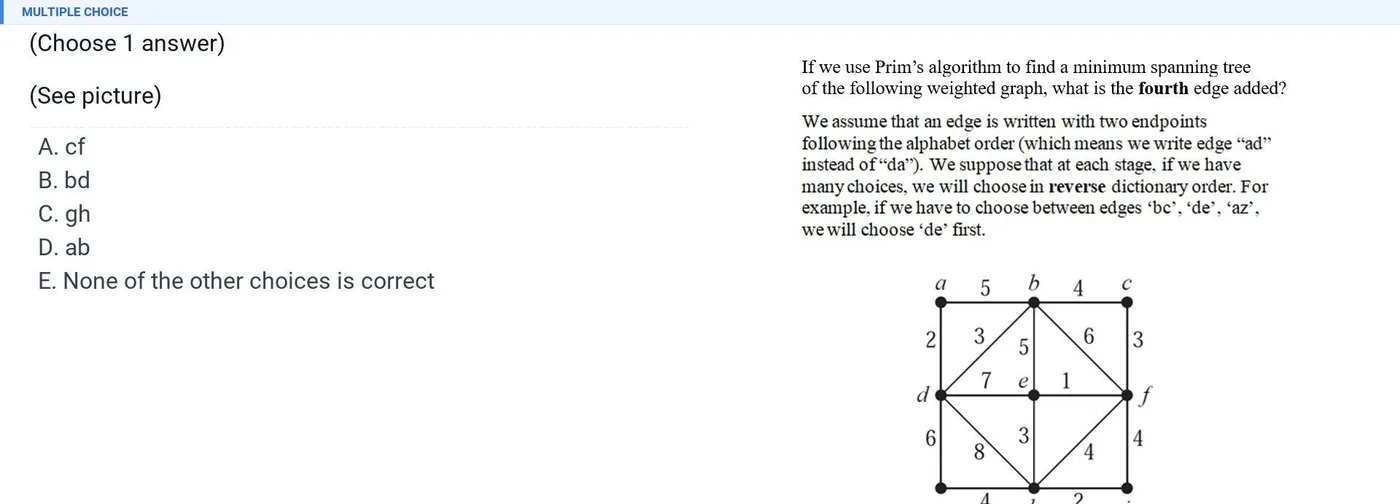 MULTIPLE CHOICE
(Choose 1 answer)
(See picture)
A. cf
B. bd
C. gh
D. ab
E. None of the other choices is correct
If we use Prim’s algorithm to find a minimum spanning tree
of the following weighted graph, what is the fourth edge added?
We assume that an edge is written with two endpoints
following the alphabet order (which means we write edge “ad”
instead of “da”). We suppose that at each stage, if we have
many choices, we will choose in reverse dictionary order. For
example, if we have to choose between edges ‘bc’, ‘de’, ‘az’,
we will choose ‘de’ first.
a 5 b 4 c
2 3 5 6 3
7 e 1
d f
6 8 3 4 4
4 2